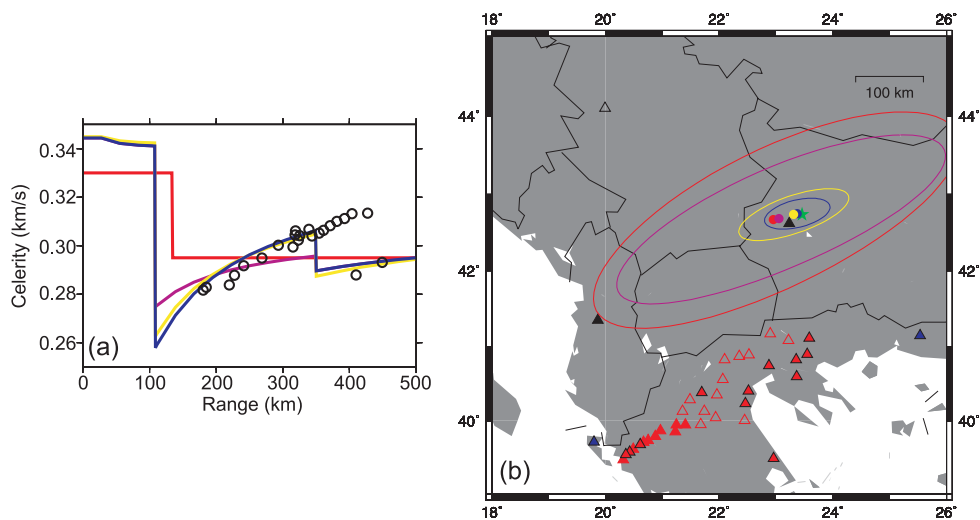 18˚ 20˚ 22˚ 24˚ 26˚
(a)
0.34
0.32
0.30
0.28
0.26
Celerity (km/s)
0 100 200 300 400 500
Range (km)
100 km
44˚ 44˚
42˚ 42˚
40˚ 40˚
(b)
18˚ 20˚ 22˚ 24˚ 26˚